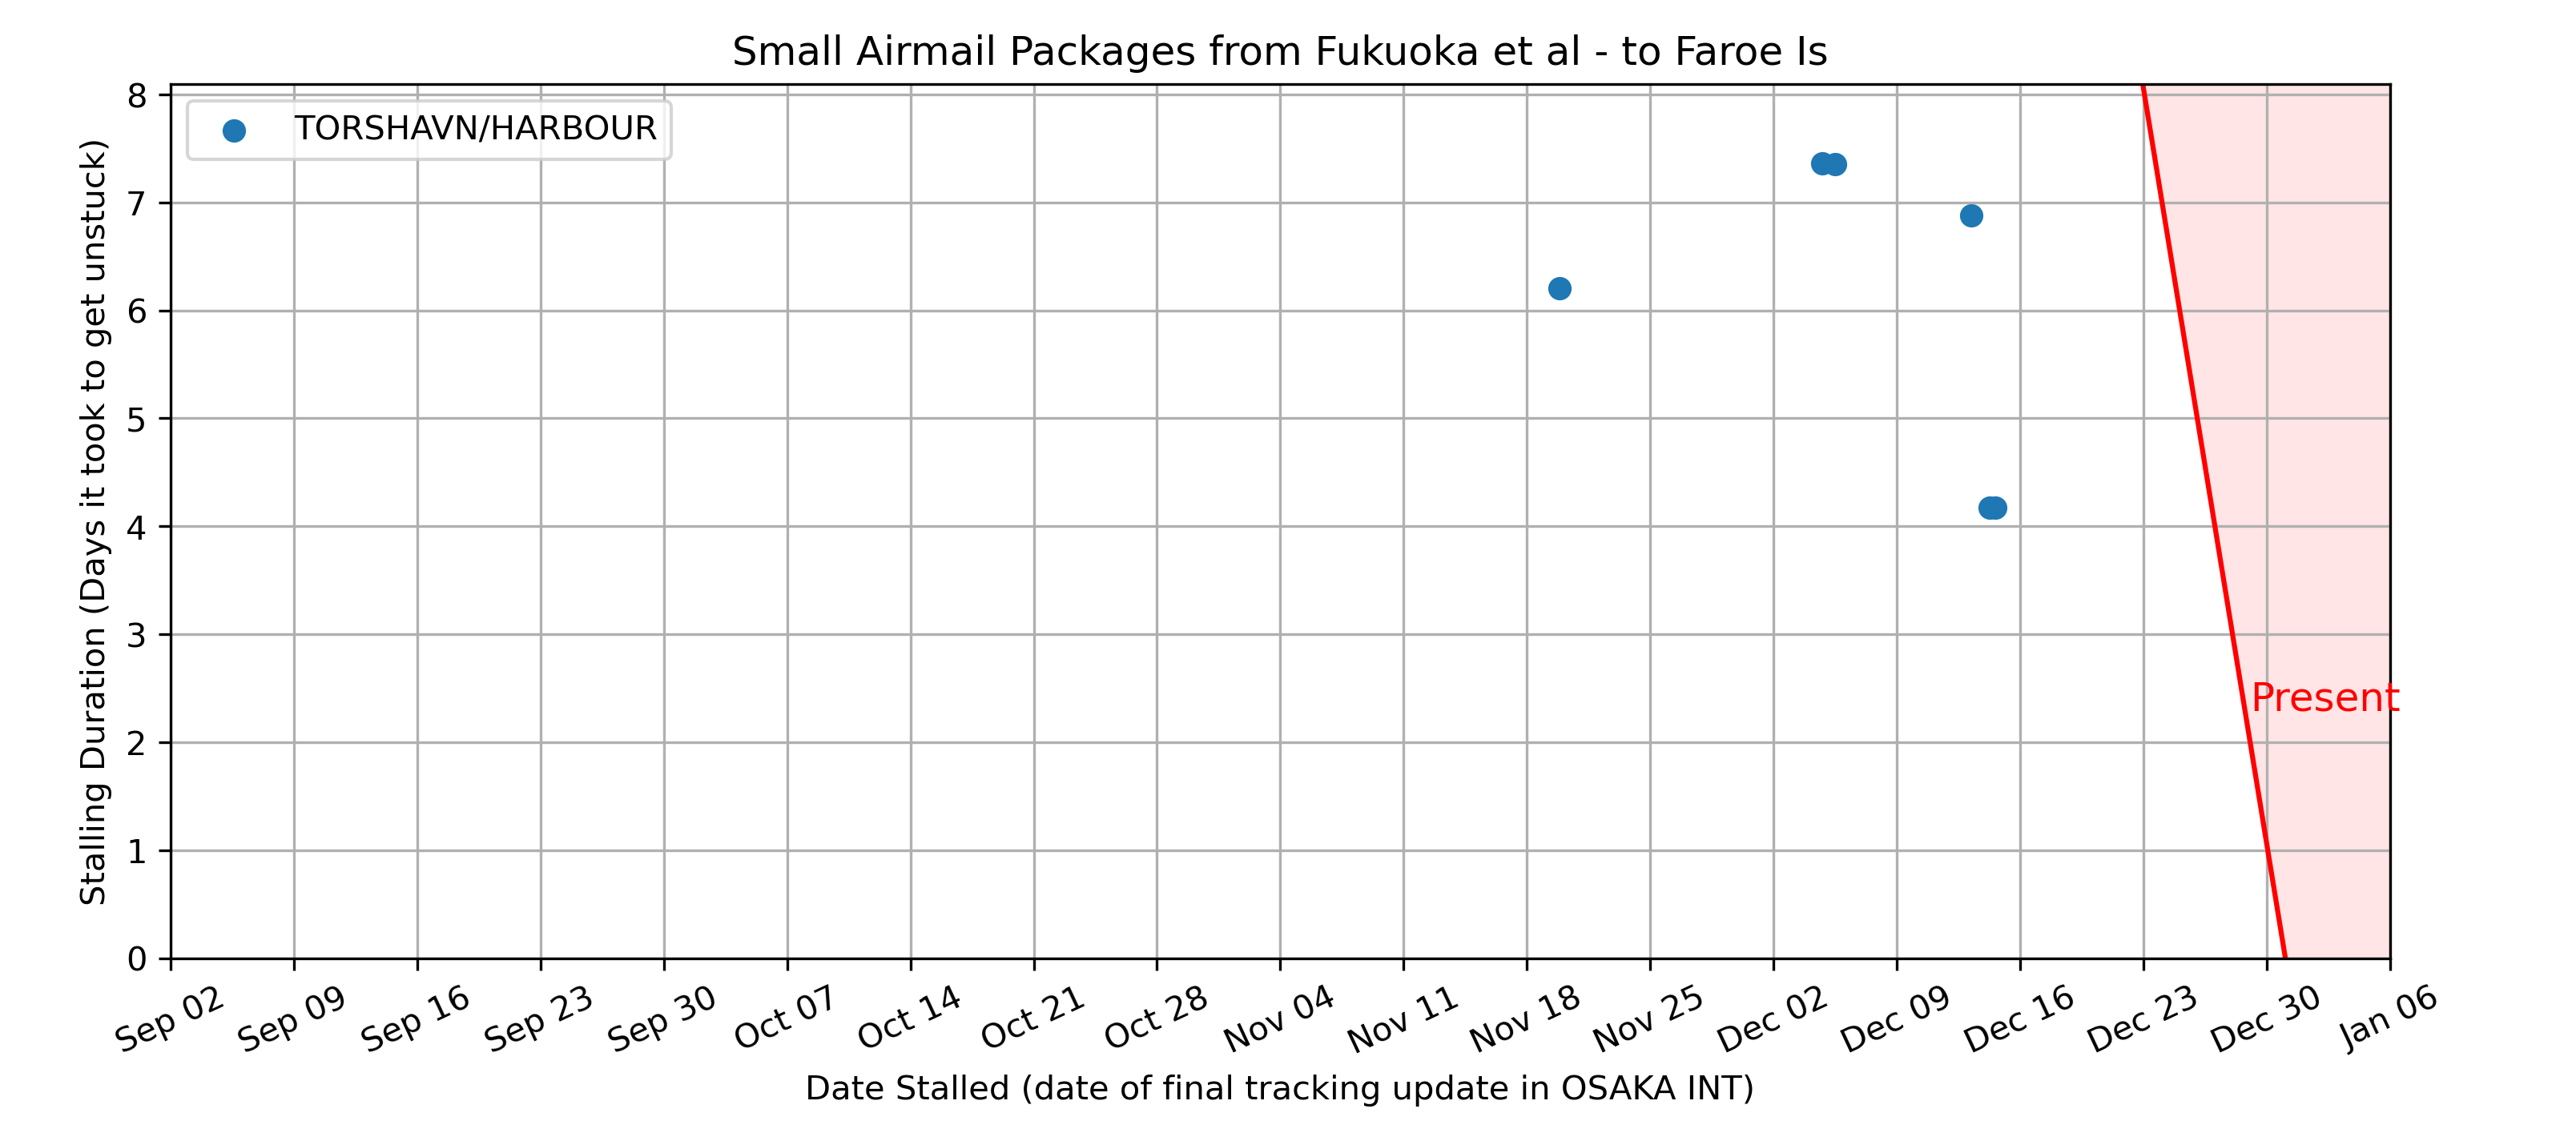 Small Airmail Packages from Fukuoka et al - to Faroe Is
TORSHAVN/HARBOUR
Stalling Duration (Days it took to get unstuck)
8
7
6
5
4
3
2
1
0
Present
Sep 02 Sep 09 Sep 16 Sep 23 Sep 30 Oct 07 Oct 14 Oct 21 Oct 28 Nov 04 Nov 11 Nov 18 Nov 25 Dec 02 Dec 09 Dec 16 Dec 23 Dec 30 Jan 06
Date Stalled (date of final tracking update in OSAKA INT)